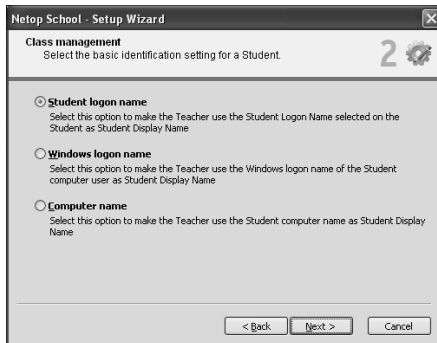 Netop School - Setup Wizard
Class management
Select the basic identification setting for a Student.
2
Student logon name
Select this option to make the Teacher use the Student Logon Name selected on the
Student as Student Display Name
Windows logon name
Select this option to make the Teacher use the Windows logon name of the Student
computer user as Student Display Name
Computer name
Select this option to make the Teacher use the Student computer name as Student Display
Name
< Back Next > Cancel